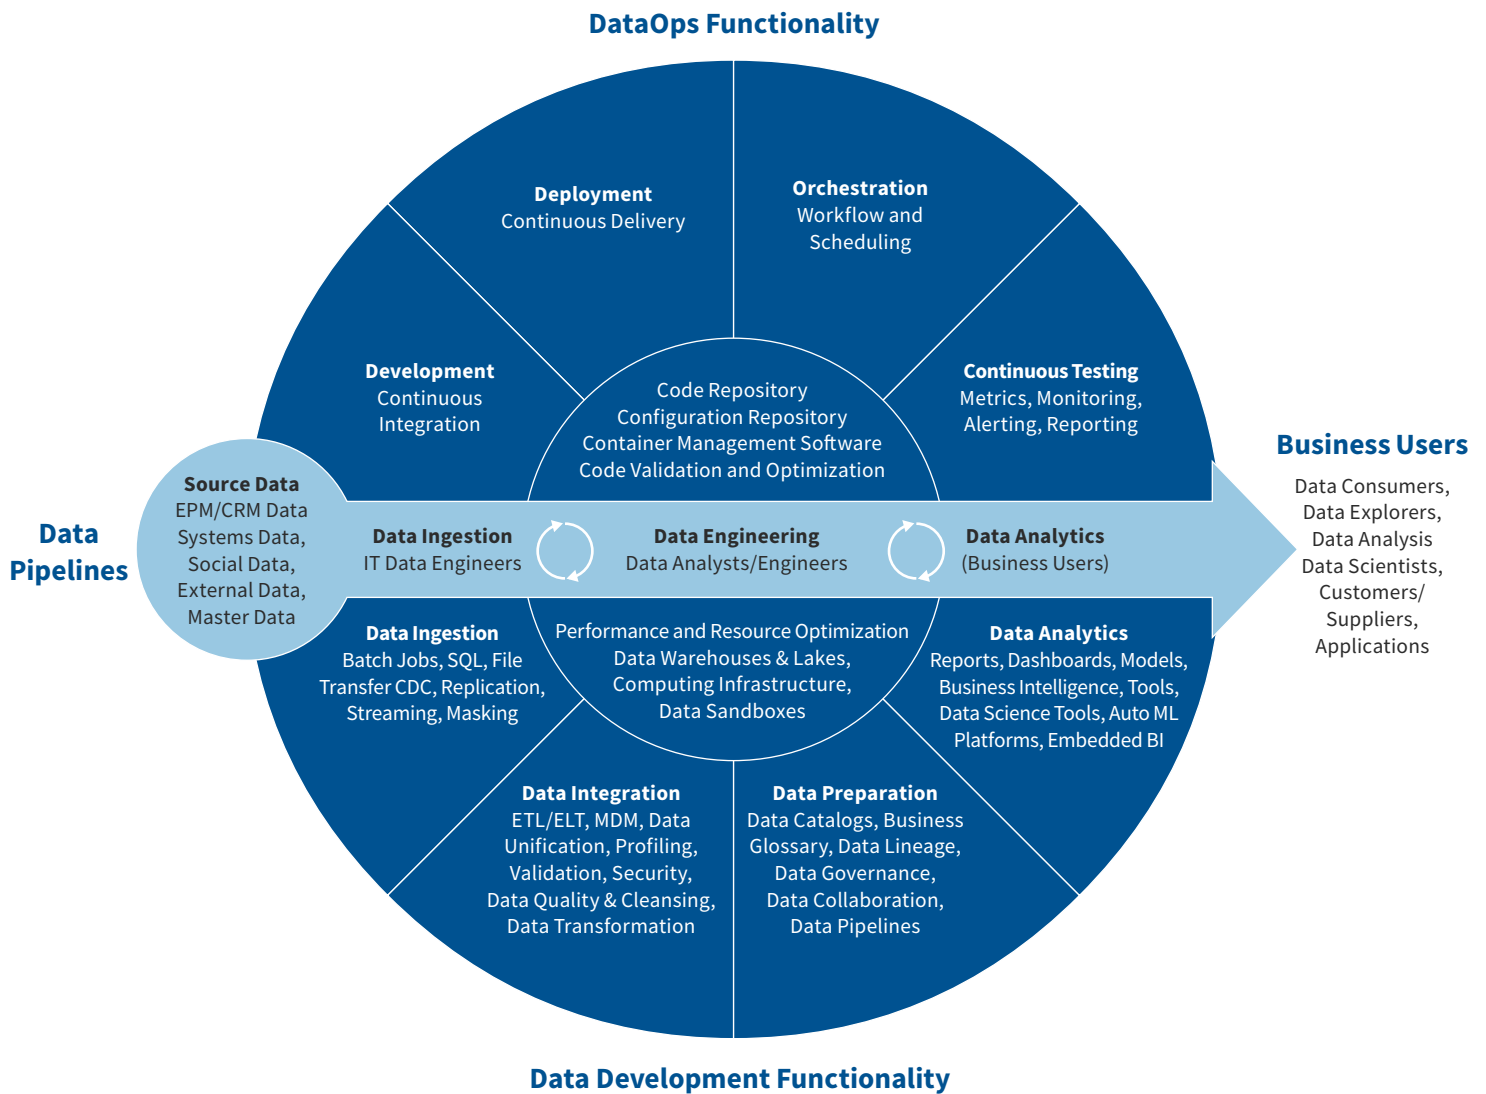 DataOps Functionality
Deployment
Continuous Delivery
Orchestration
Workflow and
Scheduling
Development
Continuous
Integration
Code Repository
Configuration Repository
Container Management Software
Code Validation and Optimization
Continuous Testing
Metrics, Monitoring,
Alerting, Reporting
Data
Pipelines
Source Data
EPM/CRM Data
Systems Data,
Social Data,
External Data,
Master Data
Data Ingestion
IT Data Engineers
Data Engineering
Data Analysts/Engineers
Data Analytics
(Business Users)
Business Users
Data Consumers,
Data Explorers,
Data Analysis
Data Scientists,
Customers/
Suppliers,
Applications
Data Ingestion
Batch Jobs, SQL, File
Transfer CDC, Replication,
Streaming, Masking
Performance and Resource Optimization
Data Warehouses & Lakes,
Computing Infrastructure,
Data Sandboxes
Data Analytics
Reports, Dashboards, Models,
Business Intelligence, Tools,
Data Science Tools, Auto ML
Platforms, Embedded BI
Data Integration
ETL/ELT, MDM, Data
Unification, Profiling,
Validation, Security,
Data Quality & Cleansing,
Data Transformation
Data Preparation
Data Catalogs, Business
Glossary, Data Lineage,
Data Governance,
Data Collaboration,
Data Pipelines
Data Development Functionality